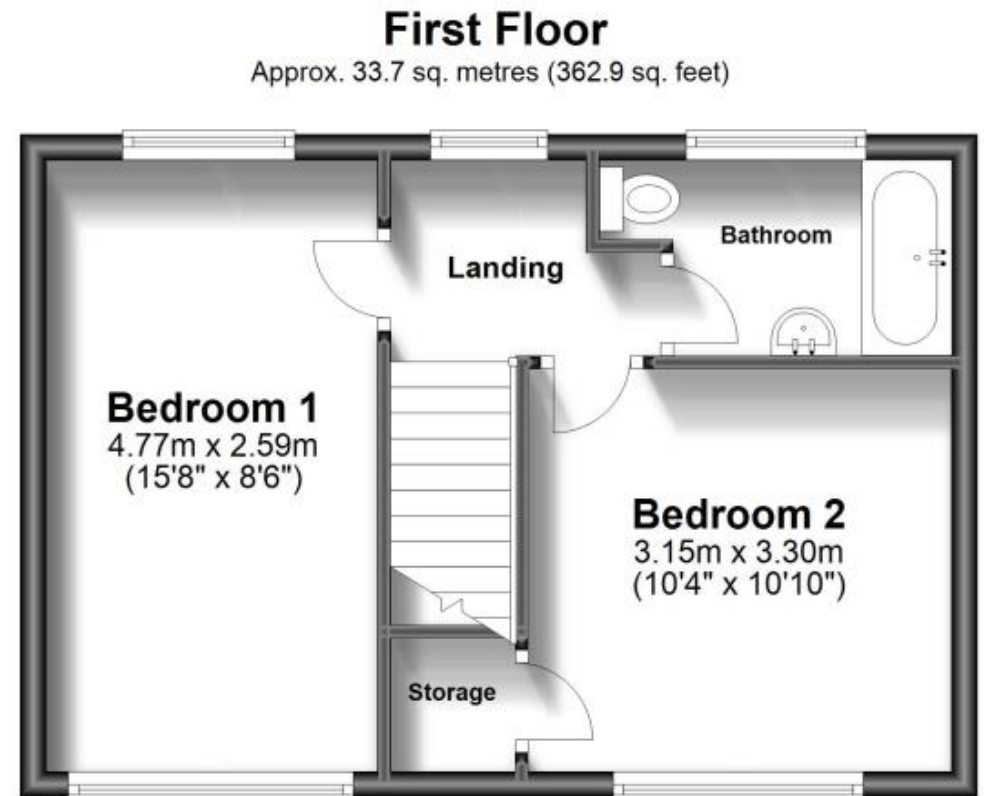 First Floor
Approx. 33.7 sq. metres (362.9 sq. feet)
Bathroom
Landing
Bedroom 1
4.77m x 2.59m
(15'8" x 8'6")
Bedroom 2
3.15m x 3.30m
(10'4" x 10'10")
Storage